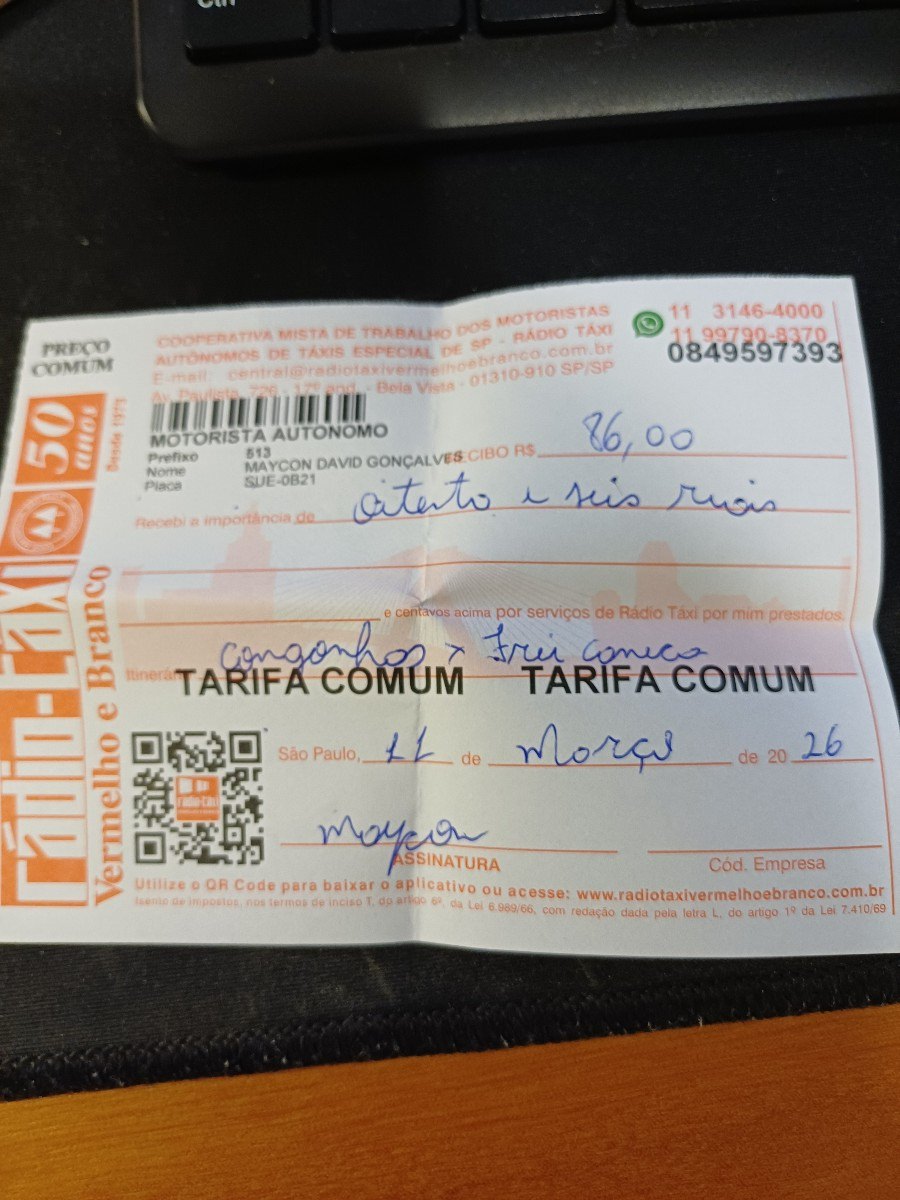 Ctrl
PREÇO
COMUM
COOPERATIVA MISTA DE TRABALHO DOS MOTORISTAS
AUTÔNOMOS DE TÁXIS ESPECIAL DE SP - RÁDIO TÁXI
E-mail: central@radiotaxivermelhoebranco.com.br
Av. Paulista, 726 - 17º and. - Bela Vista - 01310-910 SP/SP
11 3146-4000
11 99790-8370
0849597393
50
anos
Desde 1973
rádio-táxi
Vermelho e Branco
MOTORISTA AUTONOMO
Prefixo 513
Nome MAYCON DAVID GONÇALVES
Placa SUE-0B21
RECIBO R$ 86,00
Recebi a importância de oitenta e seis reais
e centavos acima por serviços de Rádio Táxi por mim prestados
Itinerário congonhas x Frei caneca
TARIFA COMUM TARIFA COMUM
São Paulo, 11 de Março de 2026
Maycon
ASSINATURA
Cód. Empresa
rádio-táxi
Utilize o QR Code para baixar o aplicativo ou acesse: www.radiotaxivermelhoebranco.com.br
Isento de impostos, nos termos de inciso T, do artigo 6º, da Lei 6.989/66, com redação dada pela letra L, do artigo 1º da Lei 7.410/69